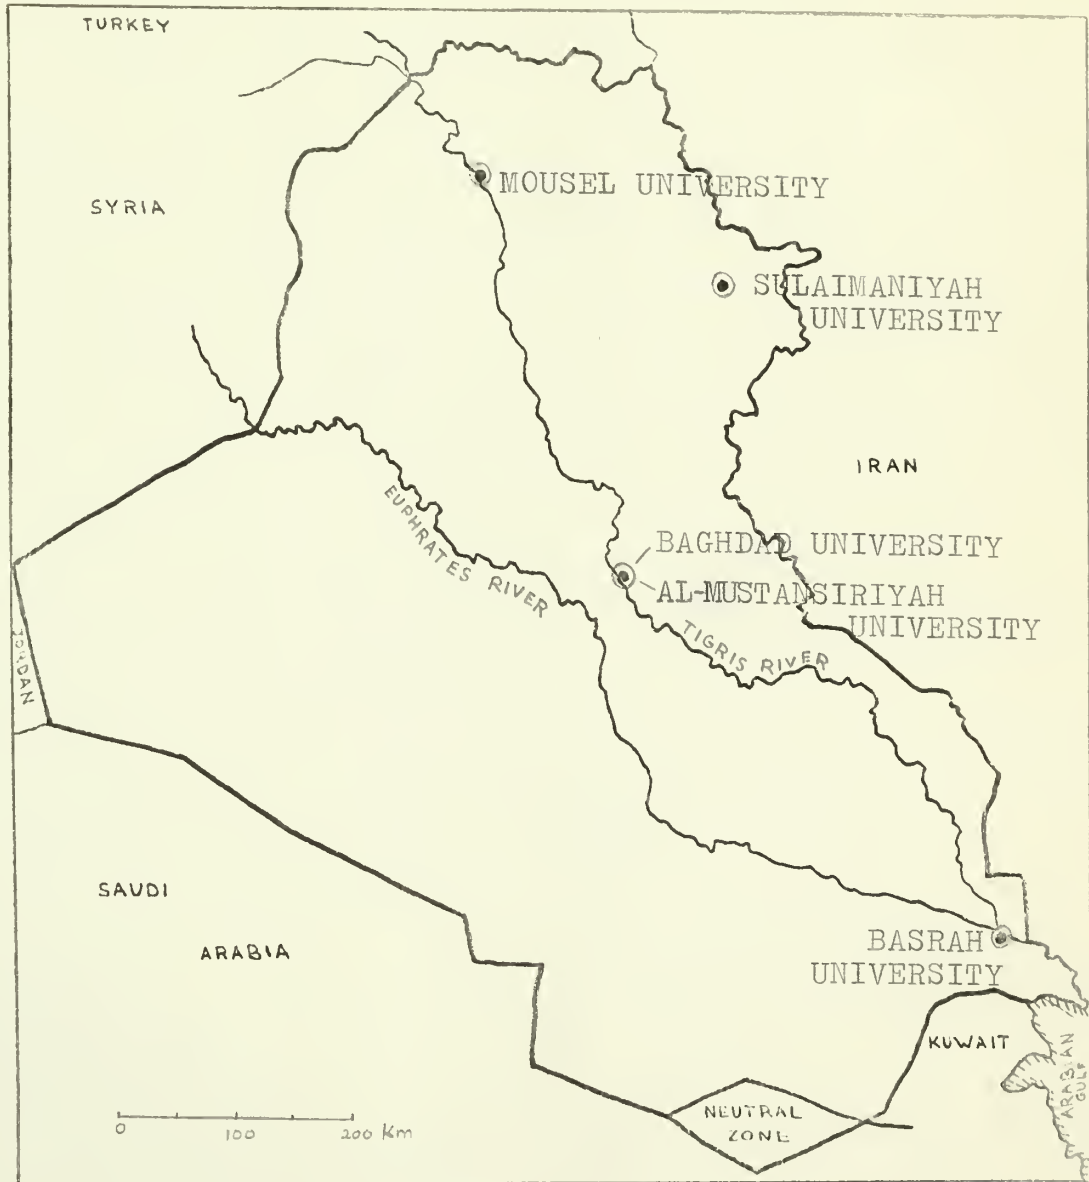 TURKEY
SYRIA
MOUSEL UNIVERSITY
SULAIMANIYAH
UNIVERSITY
IRAN
EUPHRATES RIVER
BAGHDAD UNIVERSITY
AL-MUSTANSIRIYAH
UNIVERSITY
TIGRIS RIVER
JORDAN
SAUDI
ARABIA
BASRAH
UNIVERSITY
KUWAIT
ARABIAN
GULF
NEUTRAL
ZONE
0 100 200 Km